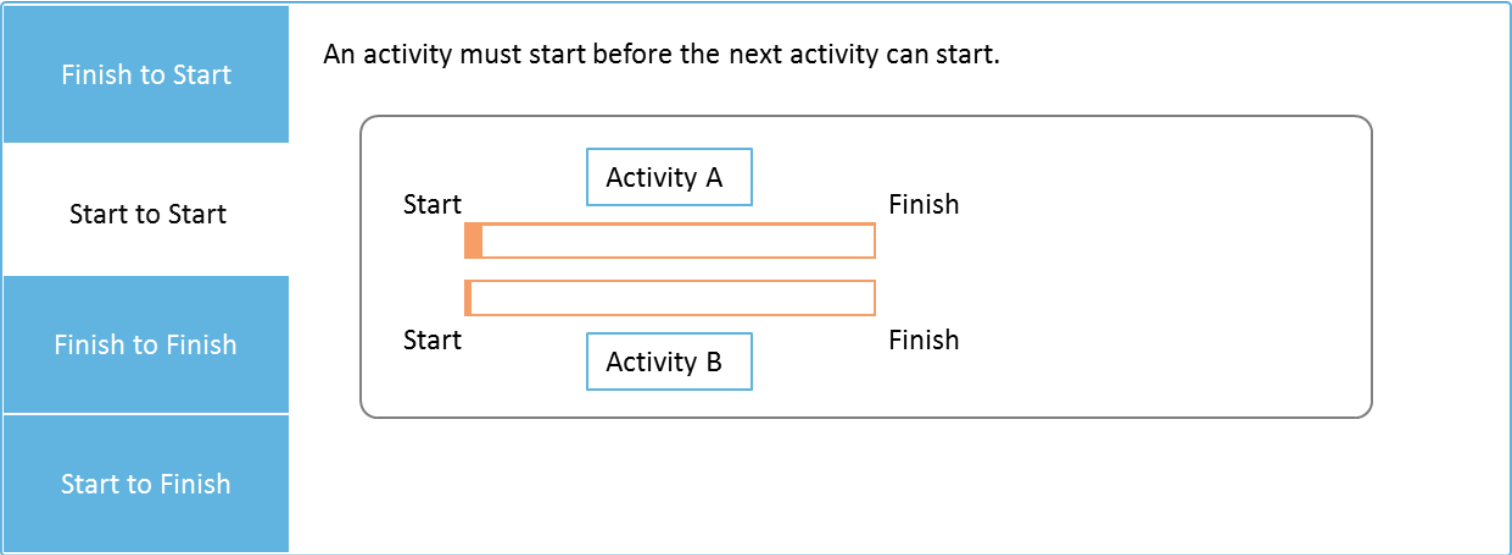 Finish to Start
Start to Start
Finish to Finish
Start to Finish
An activity must start before the next activity can start.
Activity A
Start
Finish
Start
Finish
Activity B